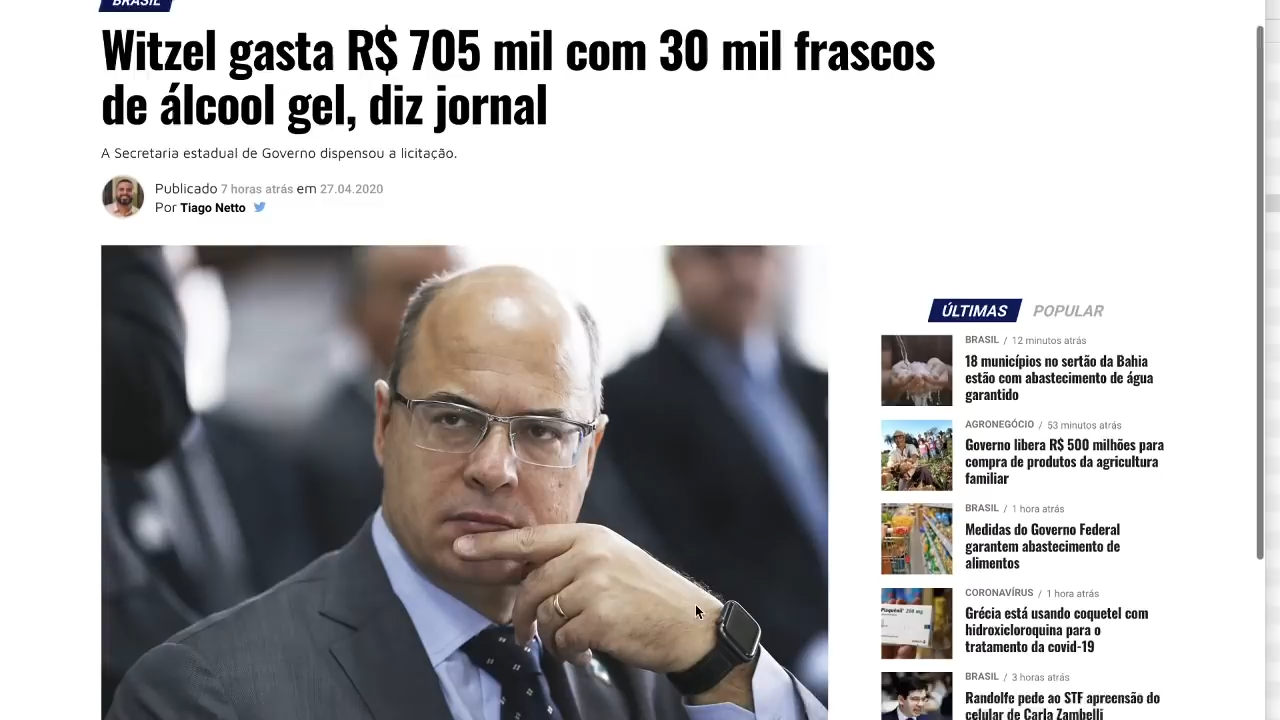 BRASIL
Witzel gasta R$ 705 mil com 30 mil frascos
de álcool gel, diz jornal
A Secretaria estadual de Governo dispensou a licitação.
Publicado 7 horas atrás em 27.04.2020
Por Tiago Netto
ÚLTIMAS POPULAR
BRASIL / 12 minutos atrás
18 municípios no sertão da Bahia
estão com abastecimento de água
garantido
AGRONEGÓCIO / 53 minutos atrás
Governo libera R$ 500 milhões para
compra de produtos da agricultura
familiar
BRASIL / 1 hora atrás
Medidas do Governo Federal
garantem abastecimento de
alimentos
CORONAVÍRUS / 1 hora atrás
Grécia está usando coquetel com
hidroxicloroquina para o
tratamento da covid-19
BRASIL / 3 horas atrás
Randolfe pede ao STF apreensão do
celular de Carla Zambelli